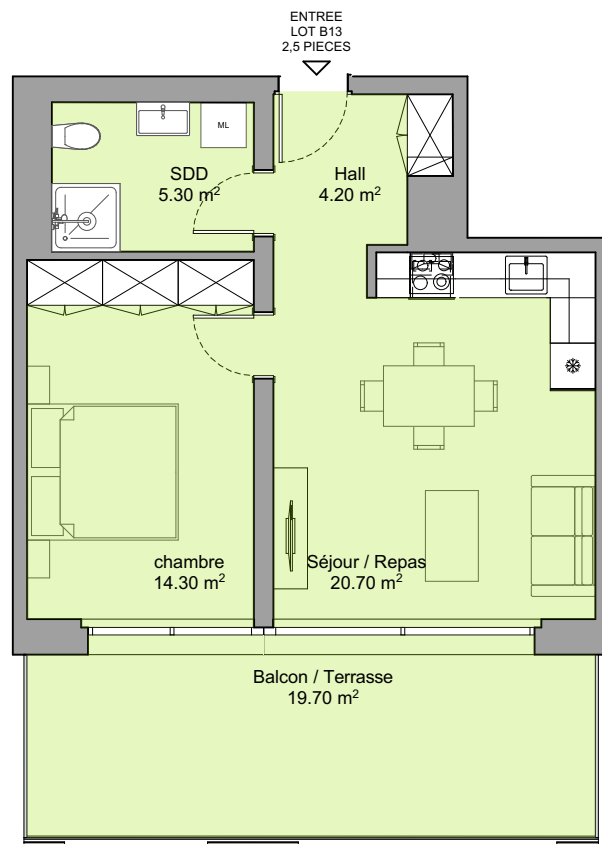 ENTREE
LOT B13
2,5 PIECES
ML
SDD
5.30 m²
Hall
4.20 m²
chambre
14.30 m²
Séjour / Repas
20.70 m²
Balcon / Terrasse
19.70 m²